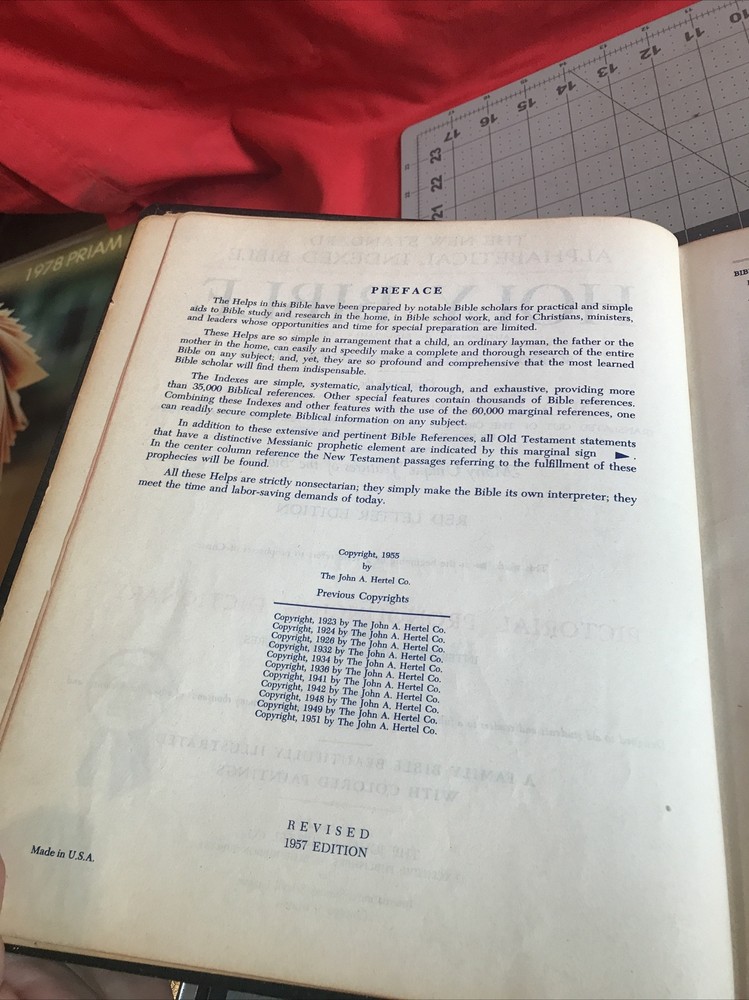 1978 PRIAM
10
11
12
13
14
15
16
17
23
22
21
PREFACE
The Helps in this Bible have been prepared by notable Bible scholars for practical and simple
aids to Bible study and research in the home, in Bible school work, and for Christians, ministers,
and leaders whose opportunities and time for special preparation are limited.
These Helps are so simple in arrangement that a child, an ordinary layman, the father or the
mother in the home, can easily and speedily make a complete and thorough research of the entire
Bible on any subject; and, yet, they are so profound and comprehensive that the most learned
Bible scholar will find them indispensable.
The Indexes are simple, systematic, analytical, thorough, and exhaustive, providing more
than 35,000 Biblical references. Other special features contain thousands of Bible references.
Combining these Indexes and other features with the use of the 60,000 marginal references, one
can readily secure complete Biblical information on any subject.
In addition to these extensive and pertinent Bible References, all Old Testament statements
that have a distinctive Messianic prophetic element are indicated by this marginal sign ►.
In the center column reference the New Testament passages referring to the fulfillment of these
prophecies will be found.
All these Helps are strictly nonsectarian; they simply make the Bible its own interpreter; they
meet the time and labor-saving demands of today.
Copyright, 1955
by
The John A. Hertel Co.
Previous Copyrights
Copyright, 1923 by The John A. Hertel Co.
Copyright, 1924 by The John A. Hertel Co.
Copyright, 1926 by The John A. Hertel Co.
Copyright, 1932 by The John A. Hertel Co.
Copyright, 1934 by The John A. Hertel Co.
Copyright, 1936 by The John A. Hertel Co.
Copyright, 1941 by The John A. Hertel Co.
Copyright, 1942 by The John A. Hertel Co.
Copyright, 1948 by The John A. Hertel Co.
Copyright, 1949 by The John A. Hertel Co.
Copyright, 1951 by The John A. Hertel Co.
REVISED
1957 EDITION
Made in U.S.A.